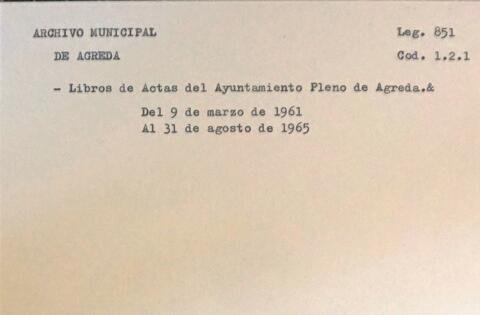 ARCHIVO MUNICIPAL Leg. 851
DE AGREDA Cod. 1.2.1
- Libros de Actas del Ayuntamiento Pleno de Agreda.&
Del 9 de marzo de 1961
Al 31 de agosto de 1965